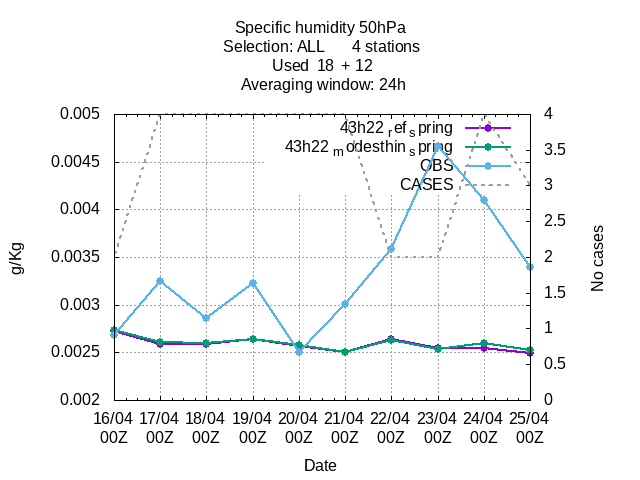 Specific humidity 50hPa
Selection: ALL 4 stations
Used 18 + 12
Averaging window: 24h
0.005
0.0045
0.004
0.0035
0.003
0.0025
0.002
g/Kg
43h22 refspring
43h22 modesthinspring
OBS
CASES
4
3.5
3
2.5
2
1.5
1
0.5
0
No cases
16/04 17/04 18/04 19/04 20/04 21/04 22/04 23/04 24/04 25/04
00Z 00Z 00Z 00Z 00Z 00Z 00Z 00Z 00Z 00Z
Date